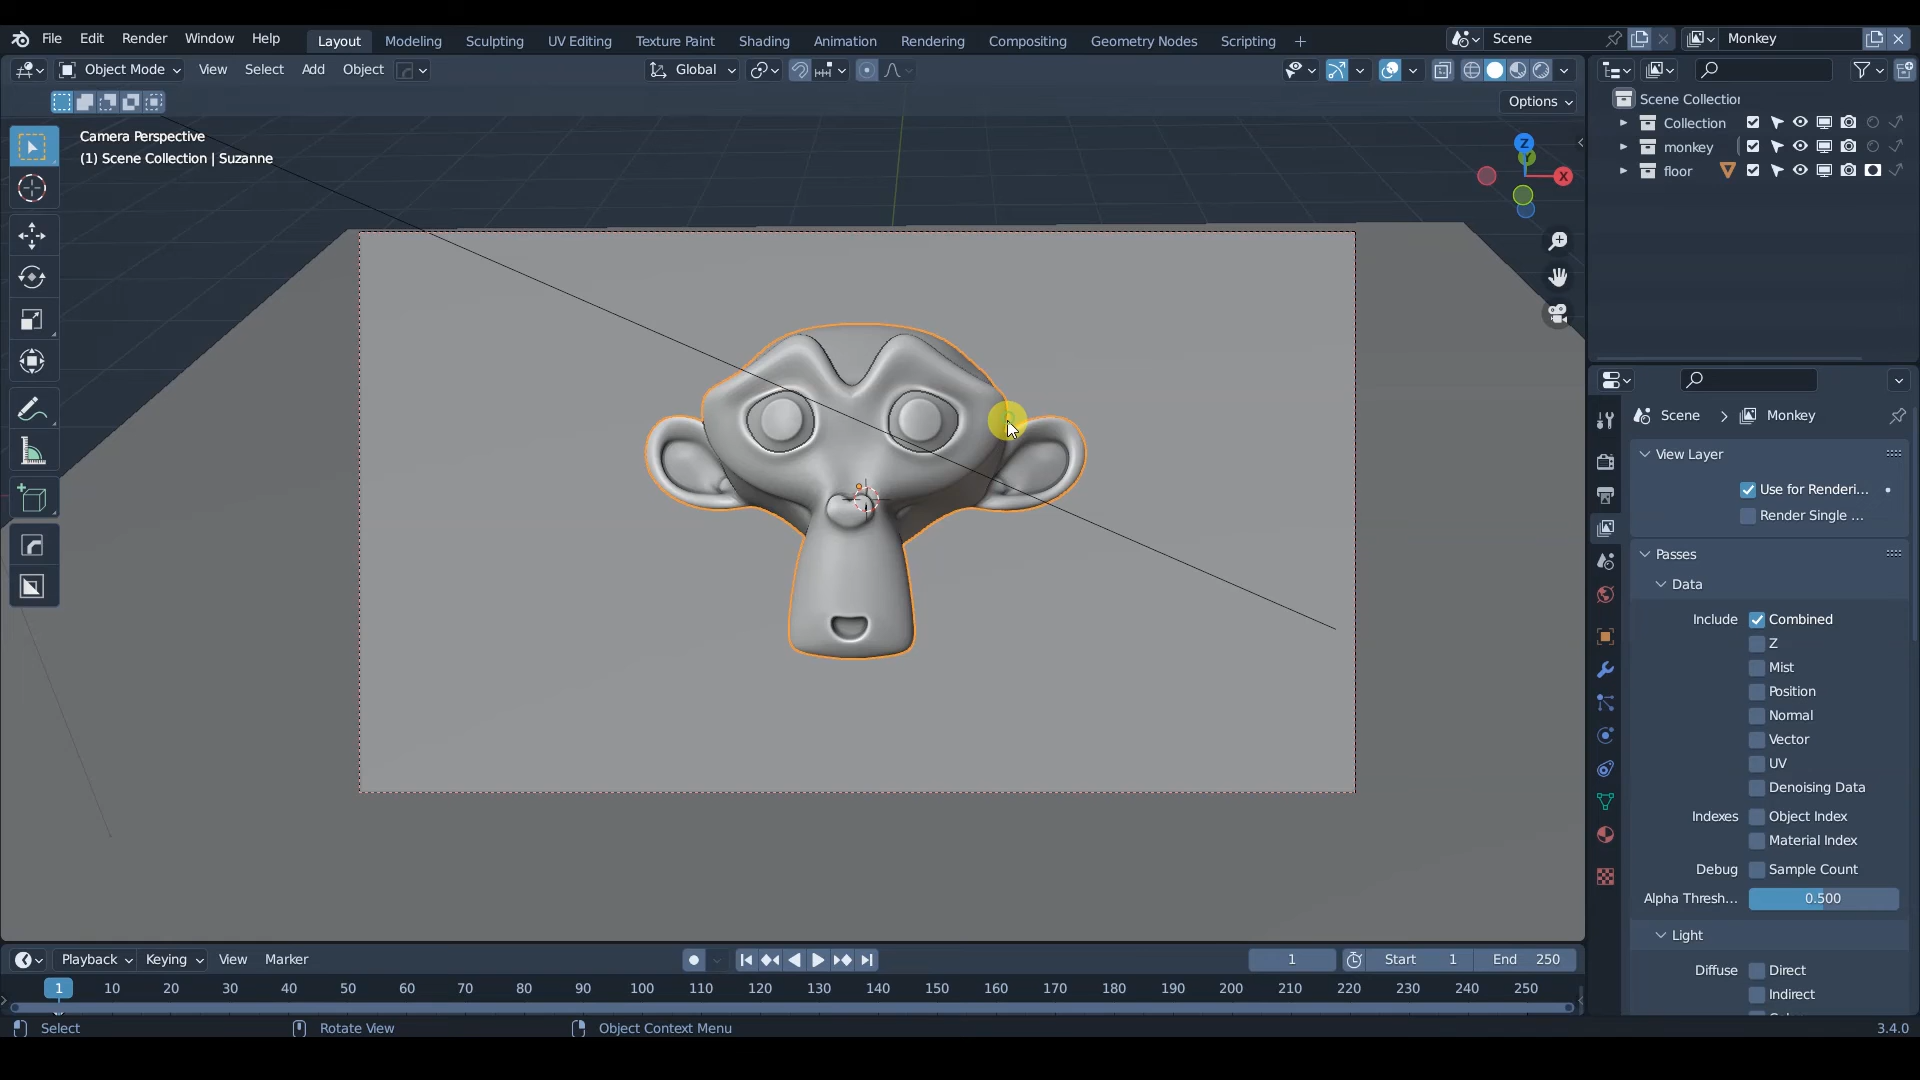 File Edit Render Window Help Layout Modeling Sculpting UV Editing Texture Paint Shading Animation Rendering Compositing Geometry Nodes Scripting + Scene Monkey
Object Mode View Select Add Object Global
Options
Camera Perspective
(1) Scene Collection | Suzanne
Z
Y
X
Scene Collection
Collection
monkey
floor
Scene > Monkey
View Layer
Use for Renderi...
Render Single ...
Passes
Data
Include Combined
Z
Mist
Position
Normal
Vector
UV
Denoising Data
Indexes Object Index
Material Index
Debug Sample Count
Alpha Thresh... 0.500
Light
Diffuse Direct
Indirect
Playback Keying View Marker 1 Start 1 End 250
1 10 20 30 40 50 60 70 80 90 100 110 120 130 140 150 160 170 180 190 200 210 220 230 240 250
Select Rotate View Object Context Menu 3.4.0